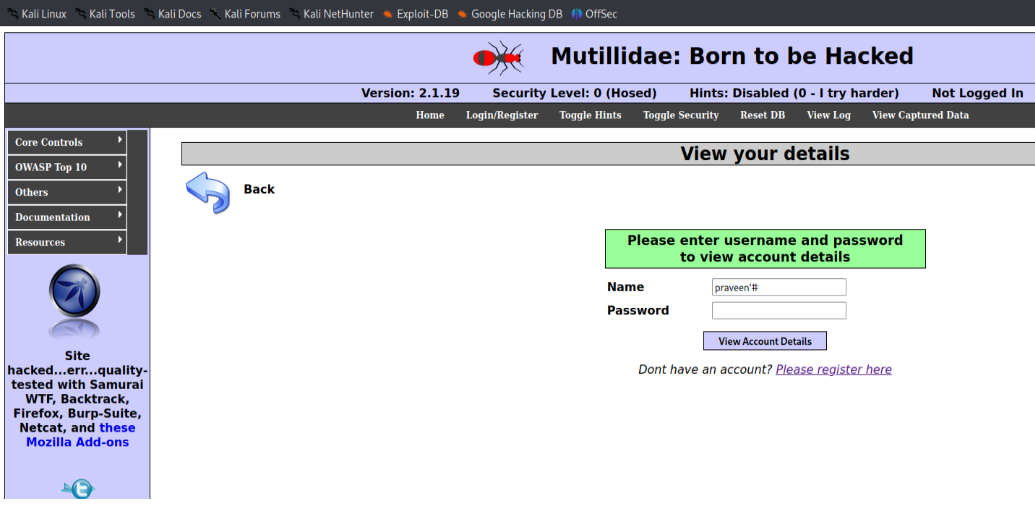 Kali Linux Kali Tools Kali Docs Kali Forums Kali NetHunter Exploit-DB Google Hacking DB OffSec
Mutillidae: Born to be Hacked
Version: 2.1.19 Security Level: 0 (Hosed) Hints: Disabled (0 - I try harder) Not Logged In
Home Login/Register Toggle Hints Toggle Security Reset DB View Log View Captured Data
Core Controls
OWASP Top 10
Others
Documentation
Resources
Site
hacked...err...quality-
tested with Samurai
WTF, Backtrack,
Firefox, Burp-Suite,
Netcat, and these
Mozilla Add-ons
View your details
Back
Please enter username and password
to view account details
Name praveen'#
Password
View Account Details
Dont have an account? Please register here